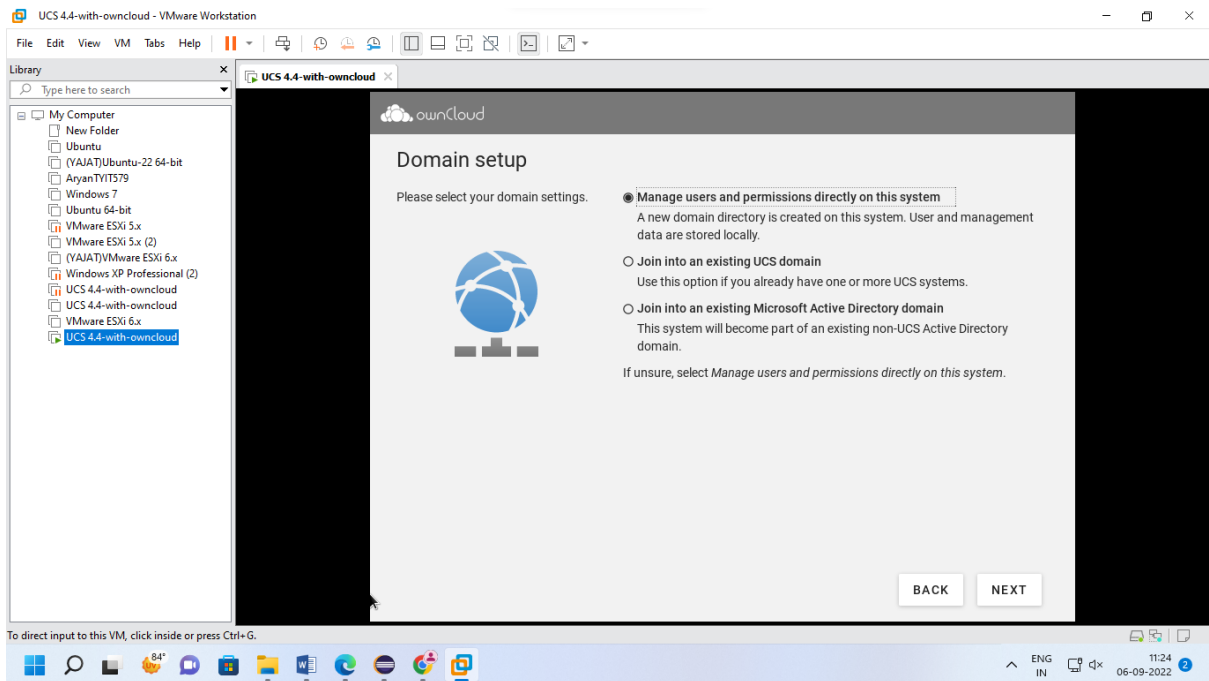 UCS 4.4-with-owncloud - VMware Workstation
File Edit View VM Tabs Help
Library
Type here to search
My Computer
New Folder
Ubuntu
(YAJAT)Ubuntu-22 64-bit
AryanTYIT579
Windows 7
Ubuntu 64-bit
VMware ESXi 5.x
VMware ESXi 5.x (2)
(YAJAT)VMware ESXi 6.x
Windows XP Professional (2)
UCS 4.4-with-owncloud
UCS 4.4-with-owncloud
VMware ESXi 6.x
UCS 4.4-with-owncloud
UCS 4.4-with-owncloud
ownCloud
Domain setup
Please select your domain settings.
Manage users and permissions directly on this system
A new domain directory is created on this system. User and management
data are stored locally.
Join into an existing UCS domain
Use this option if you already have one or more UCS systems.
Join into an existing Microsoft Active Directory domain
This system will become part of an existing non-UCS Active Directory
domain.
If unsure, select Manage users and permissions directly on this system.
BACK NEXT
To direct input to this VM, click inside or press Ctrl+G.
84°
UV
W
ENG
IN
11:24
06-09-2022
2